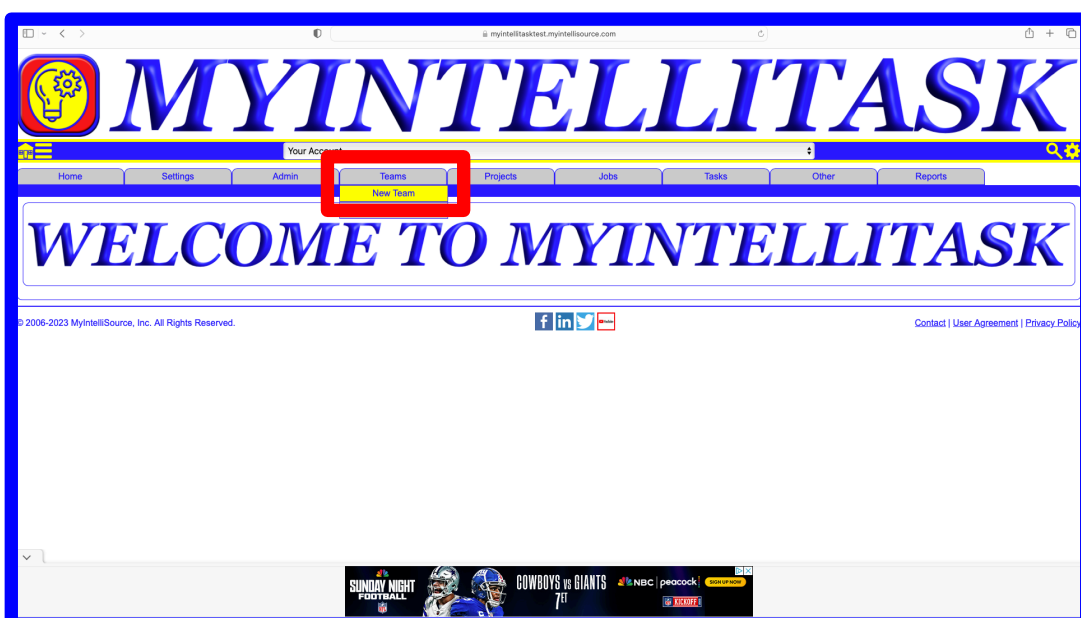 myintellitasktest.myintellisource.com
MYINTELLITASK
Your Account
Home Settings Admin Teams Projects Jobs Tasks Other Reports
New Team
WELCOME TO MYINTELLITASK
© 2006-2023 MyIntelliSource, Inc. All Rights Reserved.
f in
Contact | User Agreement | Privacy Policy
SUNDAY NIGHT
FOOTBALL
COWBOYS VS GIANTS
7ET
NBC | peacock
SIGN UP NOW
KICKOFF